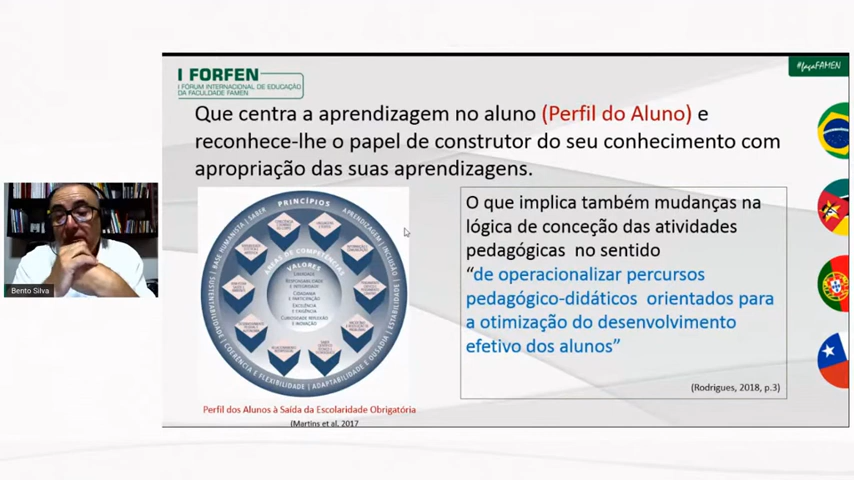 I FORFEN
I FÓRUM INTERNACIONAL DE EDUCAÇÃO
DA FACULDADE FAMEN
#façaFAMEN
Que centra a aprendizagem no aluno (Perfil do Aluno) e
reconhece-lhe o papel de construtor do seu conhecimento com
apropriação das suas aprendizagens.
PRINCÍPIOS
BASE HUMANISTA | SABER
APRENDIZAGEM | INCLUSÃO
ESTABILIDADE
ADAPTABILIDADE E OUSADIA
COERÊNCIA E FLEXIBILIDADE
SUSTENTABILIDADE
ÁREAS DE COMPETÊNCIAS
VALORES
LIBERDADE
RESPONSABILIDADE
E INTEGRIDADE
CIDADANIA
E PARTICIPAÇÃO
EXCELÊNCIA
E EXIGÊNCIA
CURIOSIDADE REFLEXÃO
E INOVAÇÃO
Perfil dos Alunos à Saída da Escolaridade Obrigatória
(Martins et al, 2017
O que implica também mudanças na
lógica de conceção das atividades
pedagógicas no sentido
“de operacionalizar percursos
pedagógico-didáticos orientados para
a otimização do desenvolvimento
efetivo dos alunos”
(Rodrigues, 2018, p.3)
Bento Silva